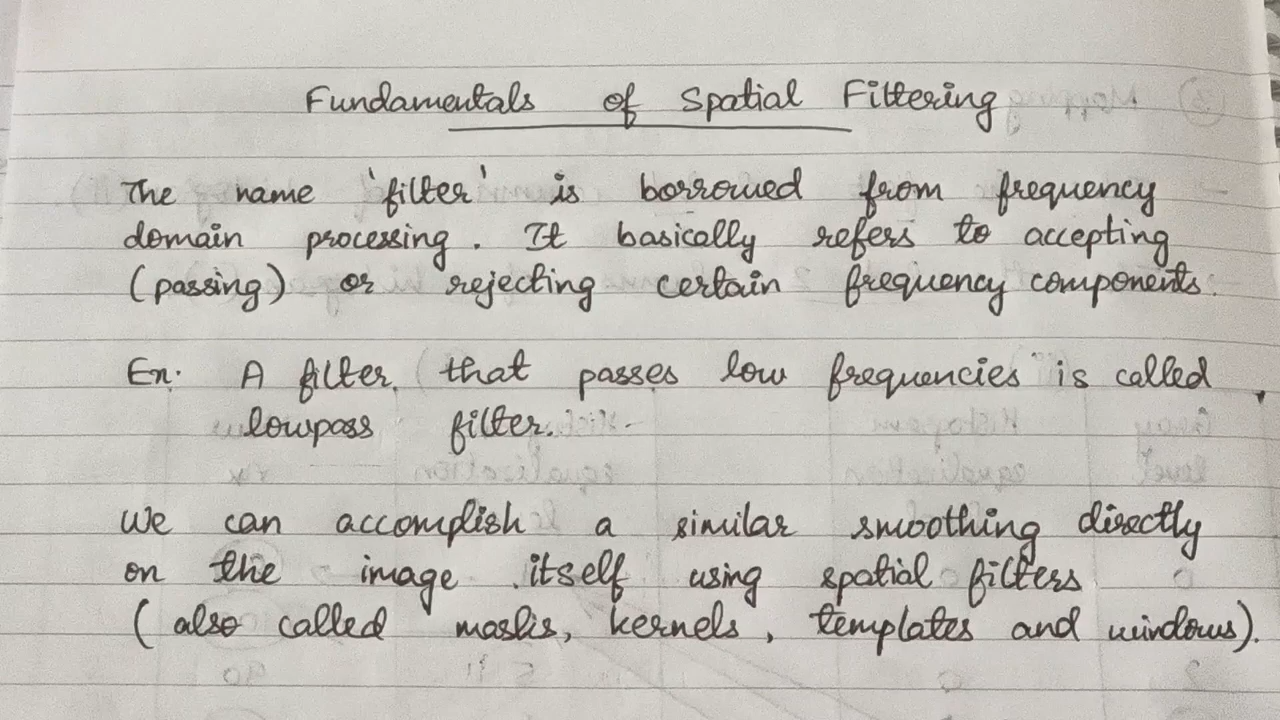 Fundamentals of Spatial Filtering
The name 'filter' is borrowed from frequency
domain processing. It basically refers to accepting
(passing) or rejecting certain frequency components.
Ex. A filter that passes low frequencies is called
lowpass filter.
We can accomplish a similar smoothing directly
on the image itself using spatial filters
(also called masks, kernels, templates and windows).